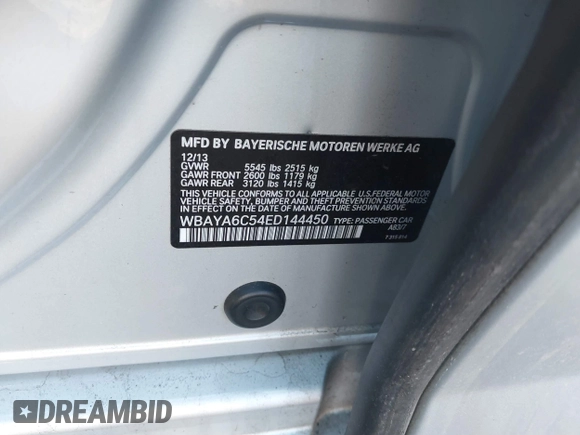 MFD BY BAYERISCHE MOTOREN WERKE AG
12/13
GVWR 5545 lbs 2515 kg
GAWR FRONT 2600 lbs 1179 kg
GAWR REAR 3120 lbs 1415 kg
THIS VEHICLE CONFORMS TO ALL APPLICABLE U.S. FEDERAL MOTOR
VEHICLE SAFETY, BUMPER, AND THEFT PREVENTION STANDARDS
IN EFFECT ON THE DATE OF MANUFACTURE SHOWN ABOVE.
WBAYA6C54ED144450 TYPE: PASSENGER CAR
A83/7
DREAMBID